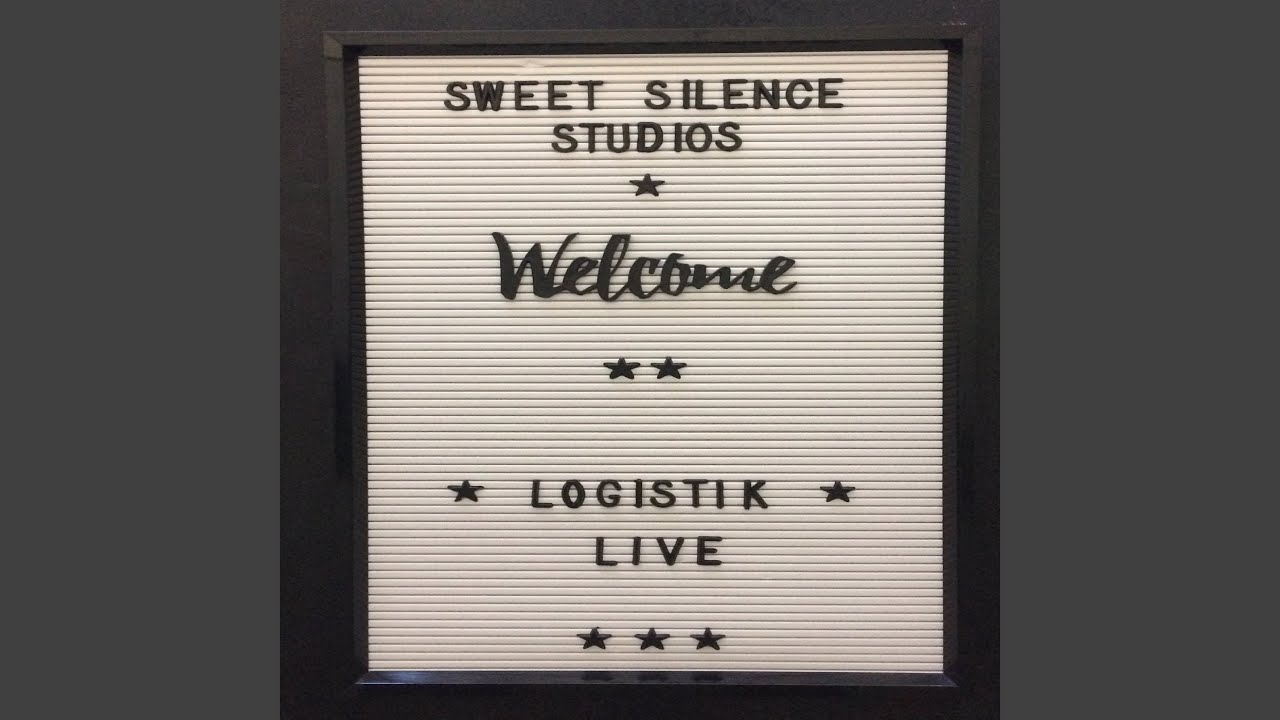 SWEET SILENCE
STUDIOS
★
Welcome
★★
★ LOGISTIK ★
LIVE
★ ★ ★